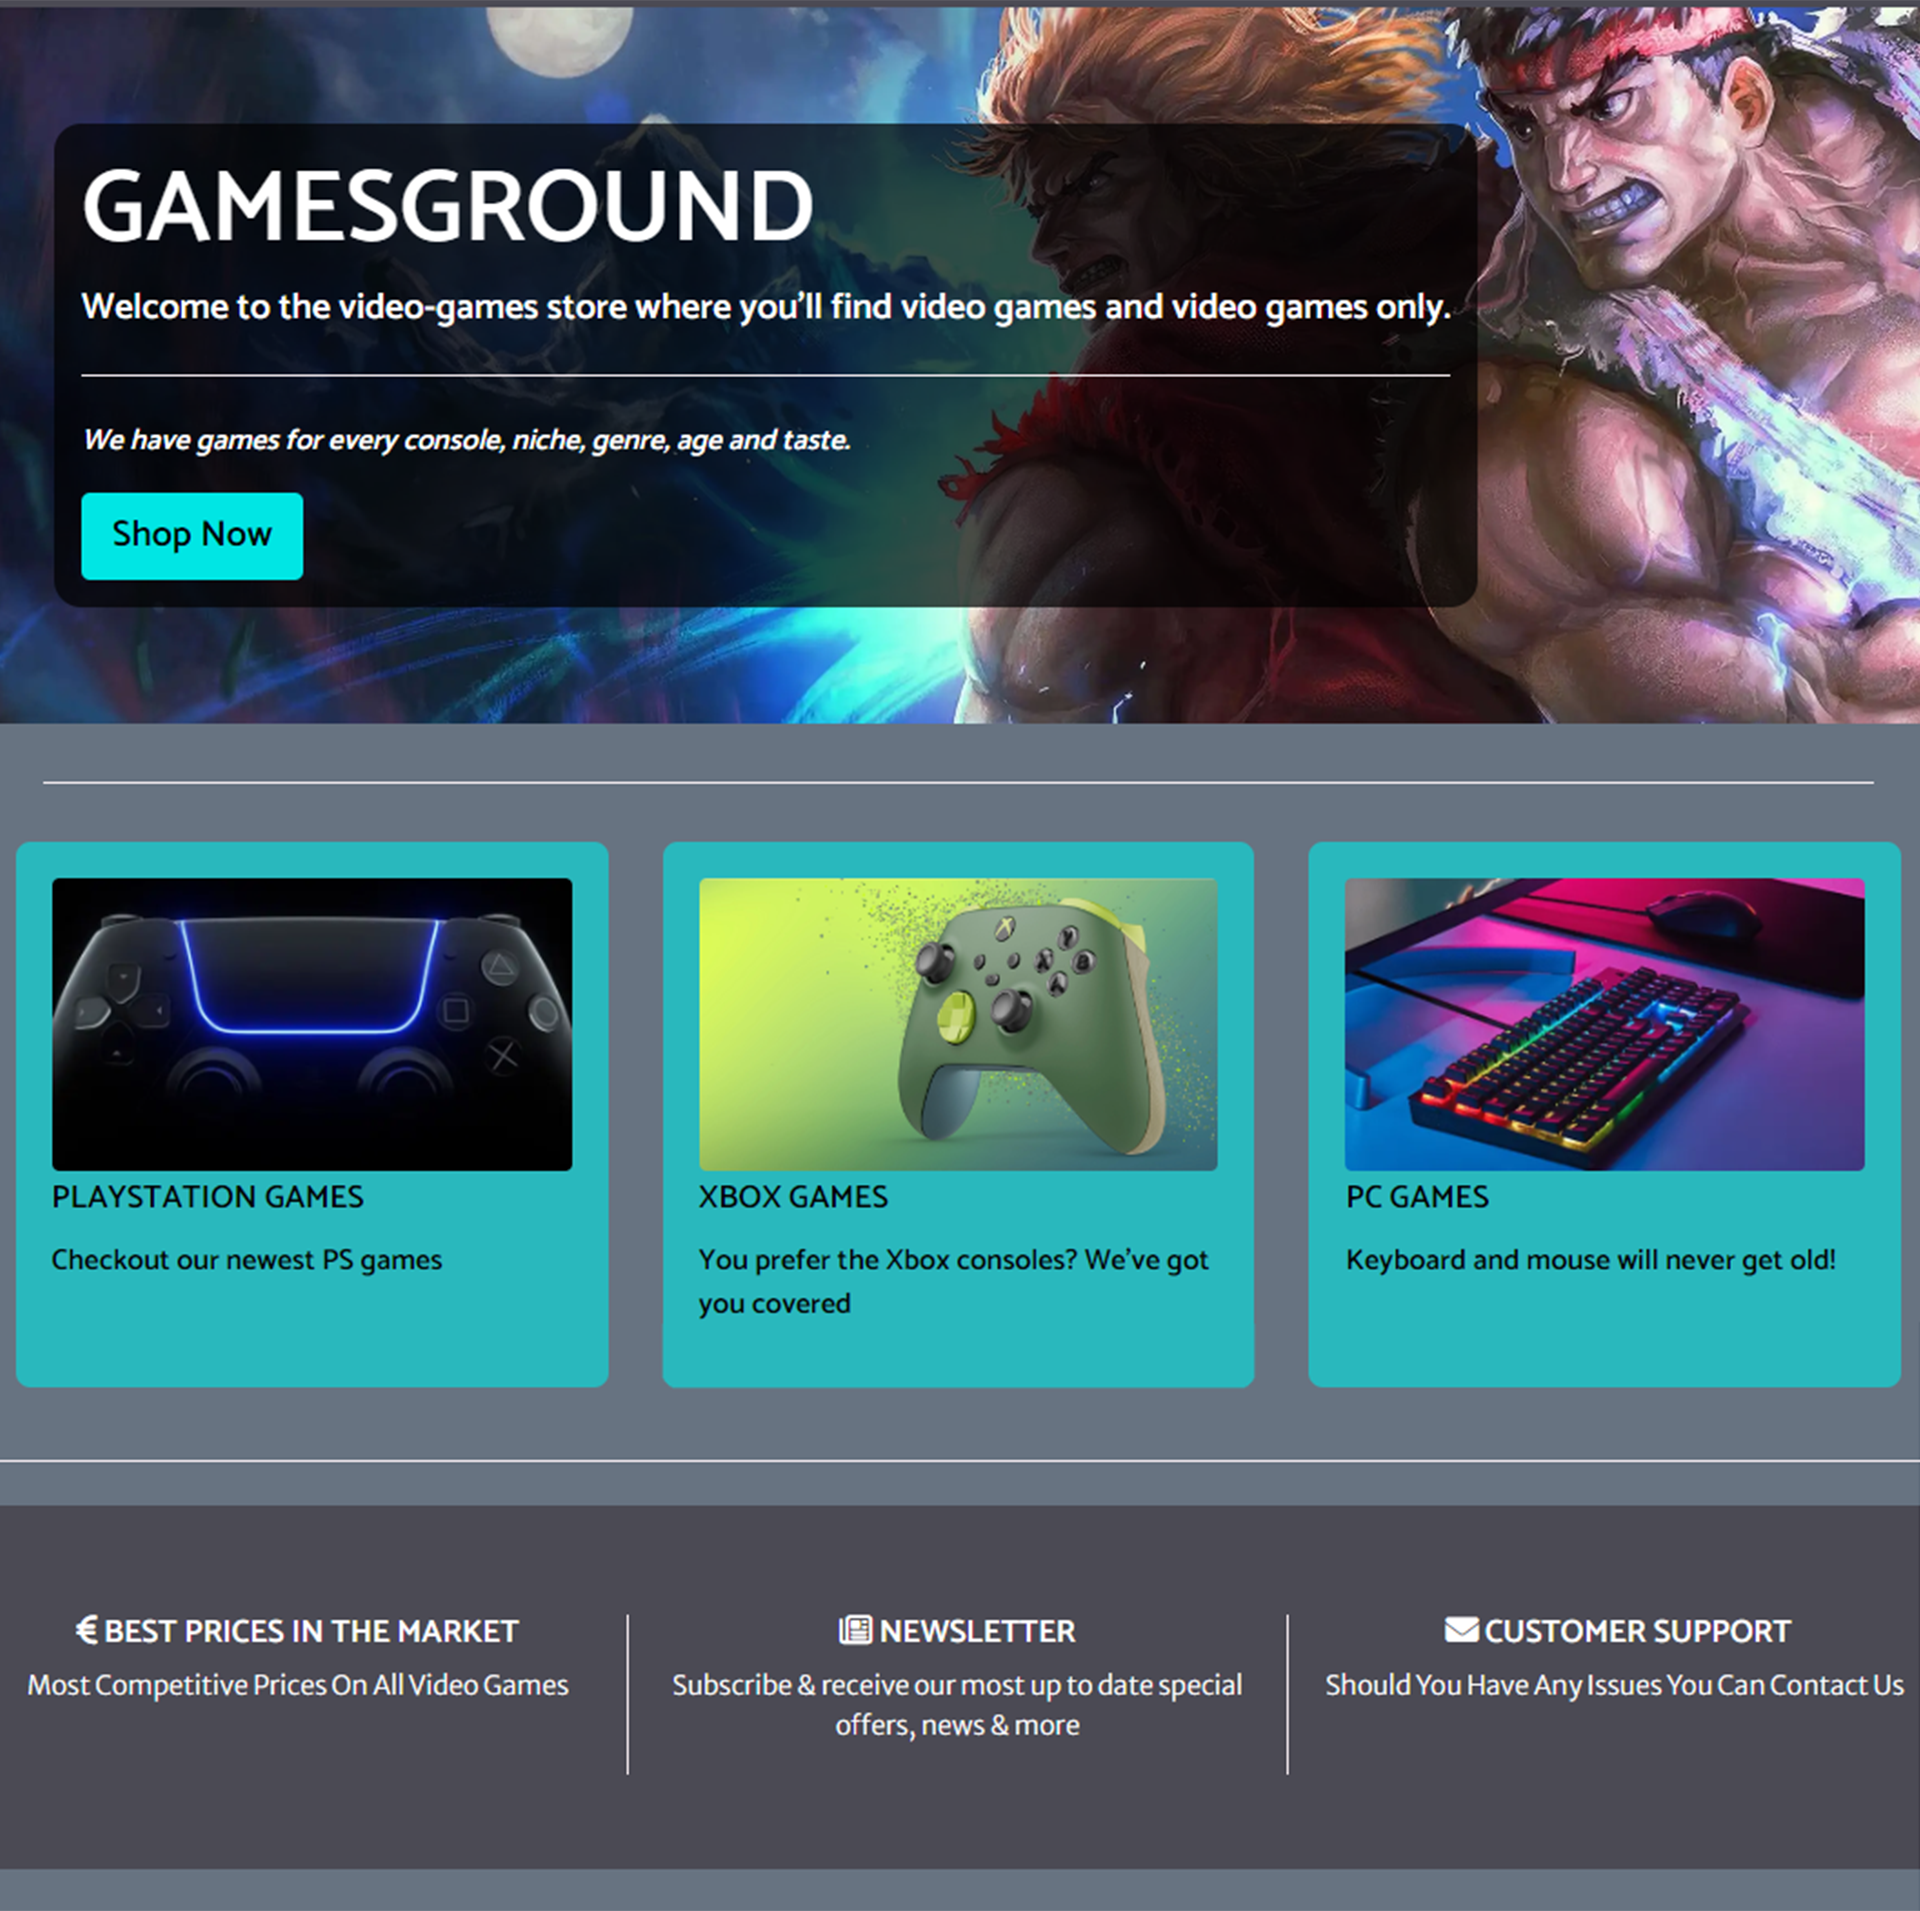 GAMESGROUND
Welcome to the video-games store where you’ll find video games and video games only.
We have games for every console, niche, genre, age and taste.
Shop Now
PLAYSTATION GAMES
Checkout our newest PS games
XBOX GAMES
You prefer the Xbox consoles? We’ve got
you covered
PC GAMES
Keyboard and mouse will never get old!
€ BEST PRICES IN THE MARKET
Most Competitive Prices On All Video Games
NEWSLETTER
Subscribe & receive our most up to date special
offers, news & more
CUSTOMER SUPPORT
Should You Have Any Issues You Can Contact Us